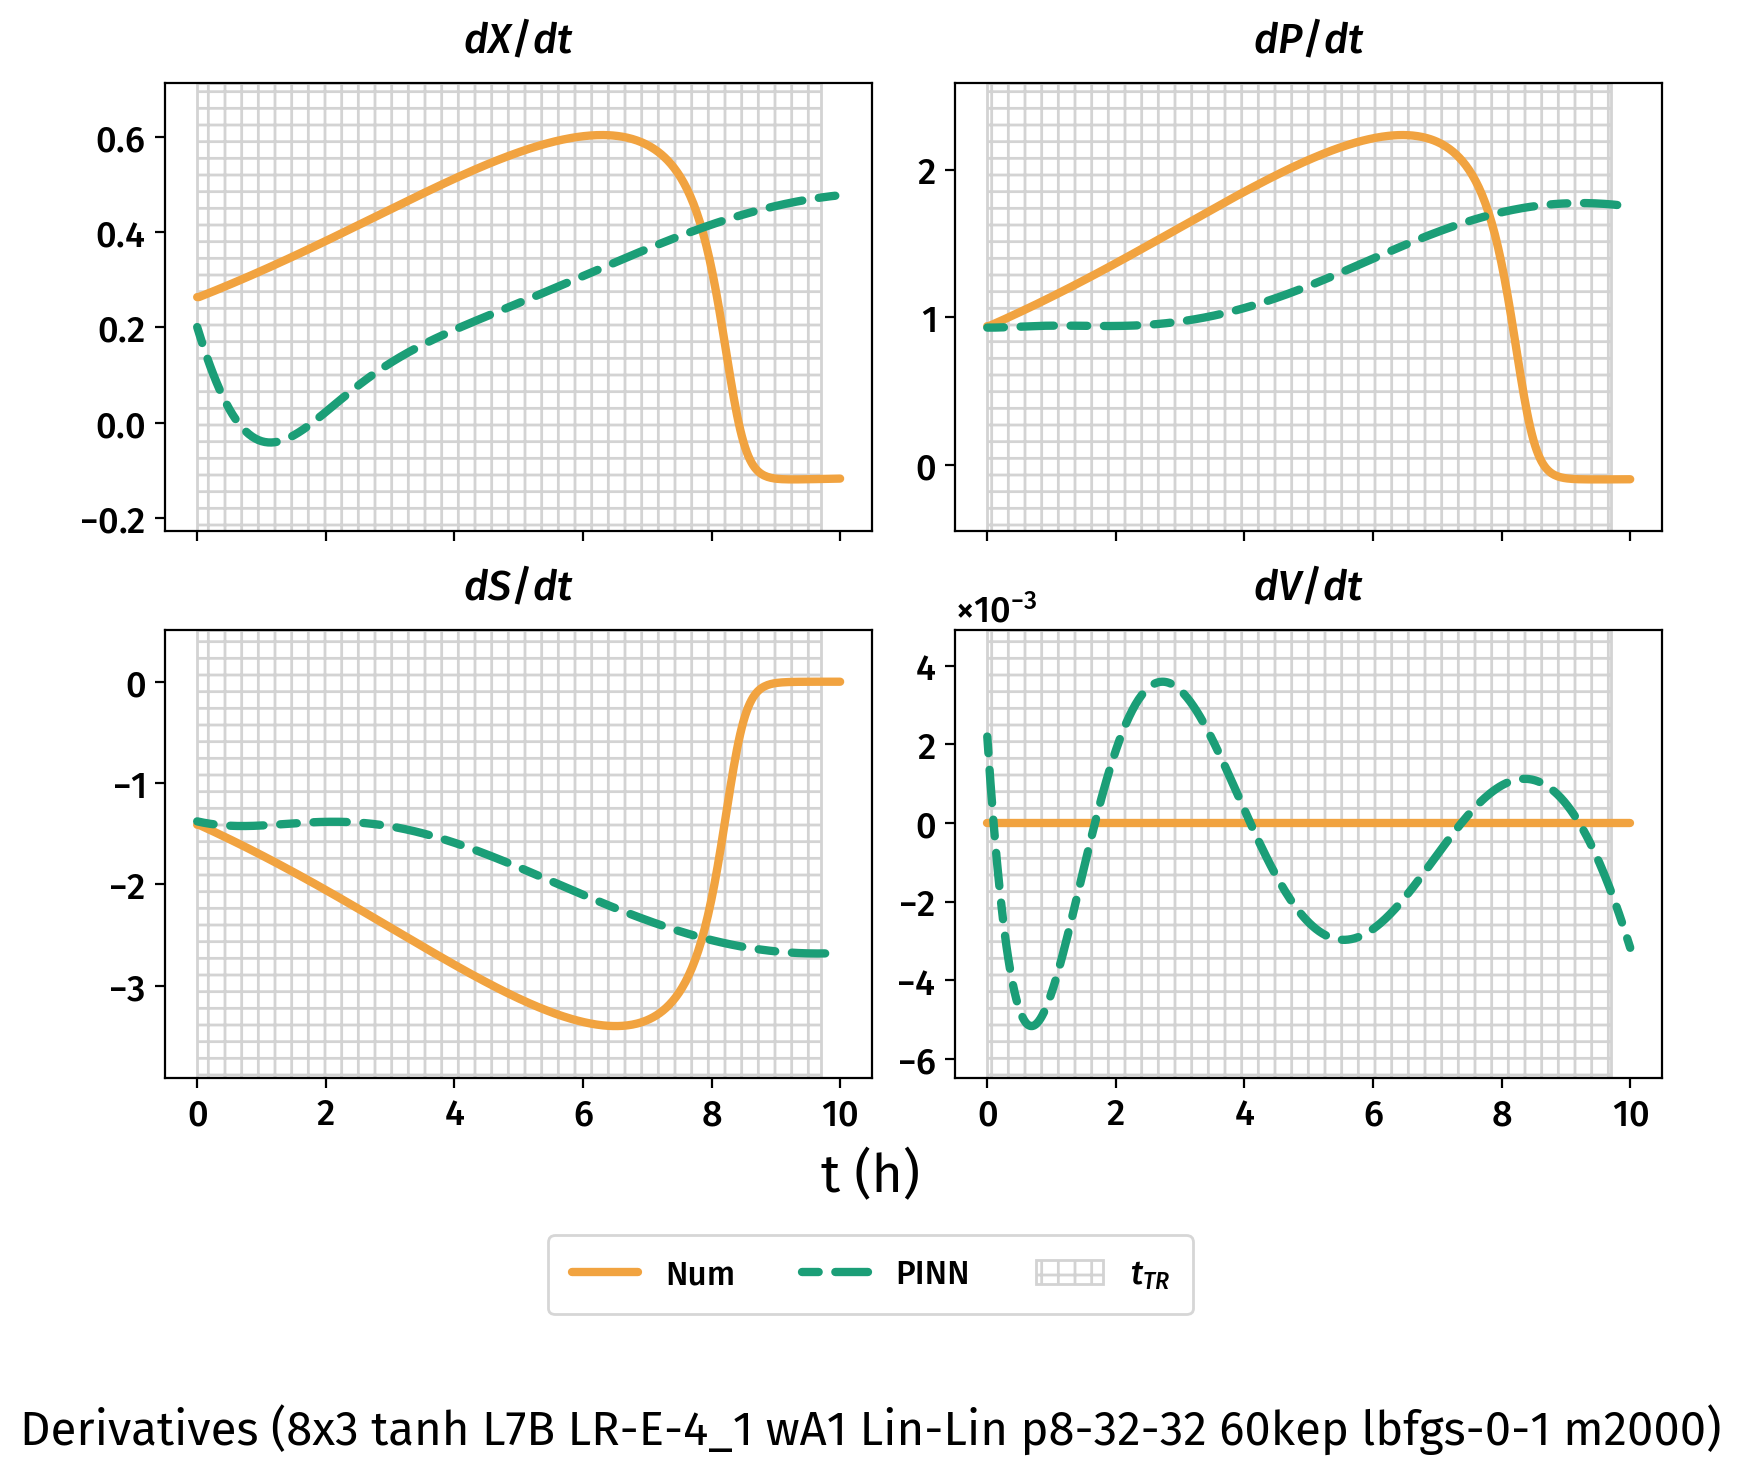 dX/dt
dP/dt
0.6
0.4
0.2
0.0
−0.2
2
1
0
dS/dt
dV/dt
×10⁻³
0
−1
−2
−3
4
2
0
−2
−4
−6
0 2 4 6 8 10
0 2 4 6 8 10
t (h)
Num PINN t_TR
Derivatives (8x3 tanh L7B LR-E-4_1 wA1 Lin-Lin p8-32-32 60kep lbfgs-0-1 m2000)